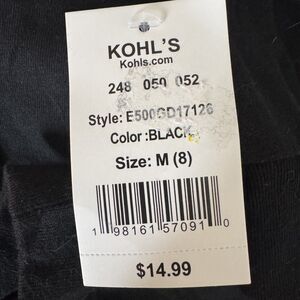 KOHL'S
Kohls.com
248 050 052
Style: E500GD17126
Color :BLACK
Size: M (8)
1 98161 57091 0
$14.99